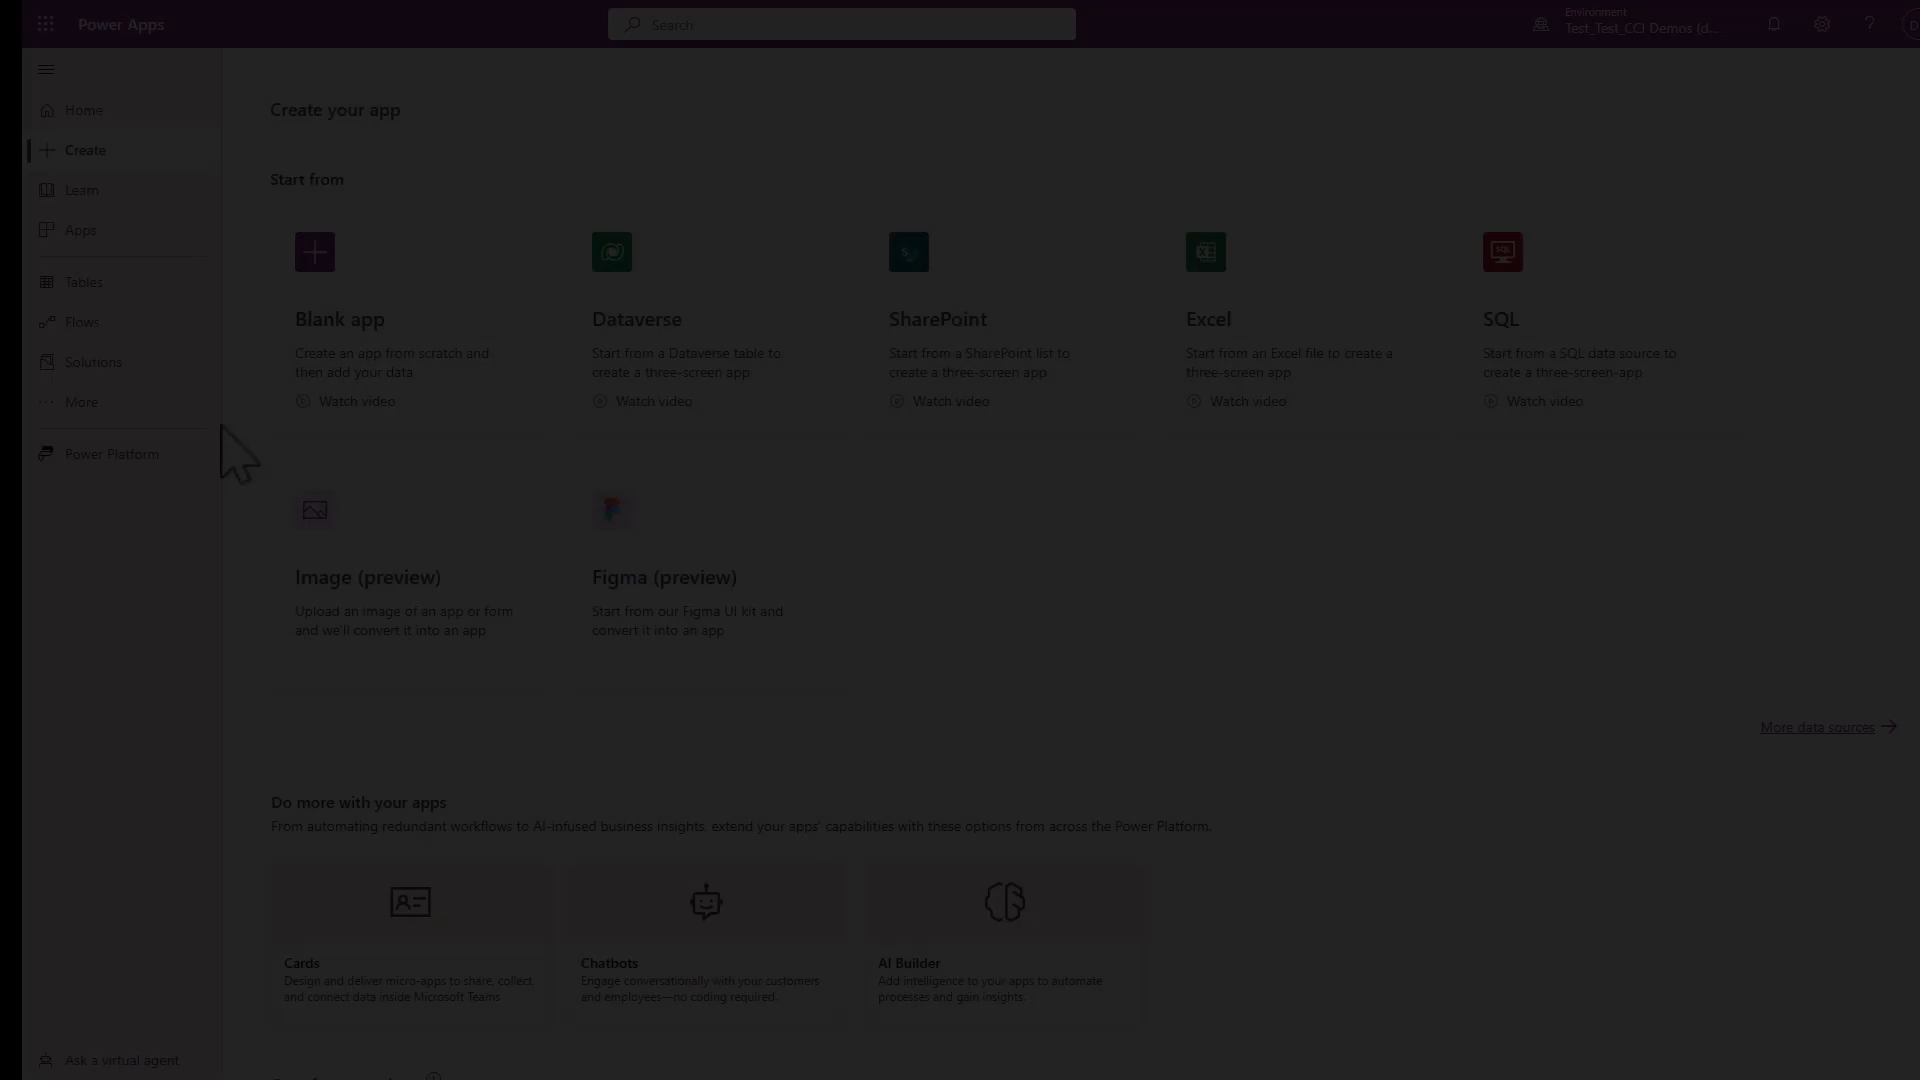 Power Apps
Search
Environment
Test_Test_CCI Demos (d...
D
Home
Create
Learn
Apps
Tables
Flows
Solutions
More
Power Platform
Ask a virtual agent
Create your app
Start from
Blank app
Create an app from scratch and
then add your data
Watch video
Dataverse
Start from a Dataverse table to
create a three-screen app
Watch video
SharePoint
Start from a SharePoint list to
create a three-screen app
Watch video
Excel
Start from an Excel file to create a
three-screen app
Watch video
SQL
SQL
Start from a SQL data source to
create a three-screen-app
Watch video
Image (preview)
Upload an image of an app or form
and we'll convert it into an app
Figma (preview)
Start from our Figma UI kit and
convert it into an app
More data sources
Do more with your apps
From automating redundant workflows to AI-infused business insights, extend your apps' capabilities with these options from across the Power Platform.
Cards
Design and deliver micro-apps to share, collect
and connect data inside Microsoft Teams
Chatbots
Engage conversationally with your customers
and employees—no coding required.
AI Builder
Add intelligence to your apps to automate
processes and gain insights.